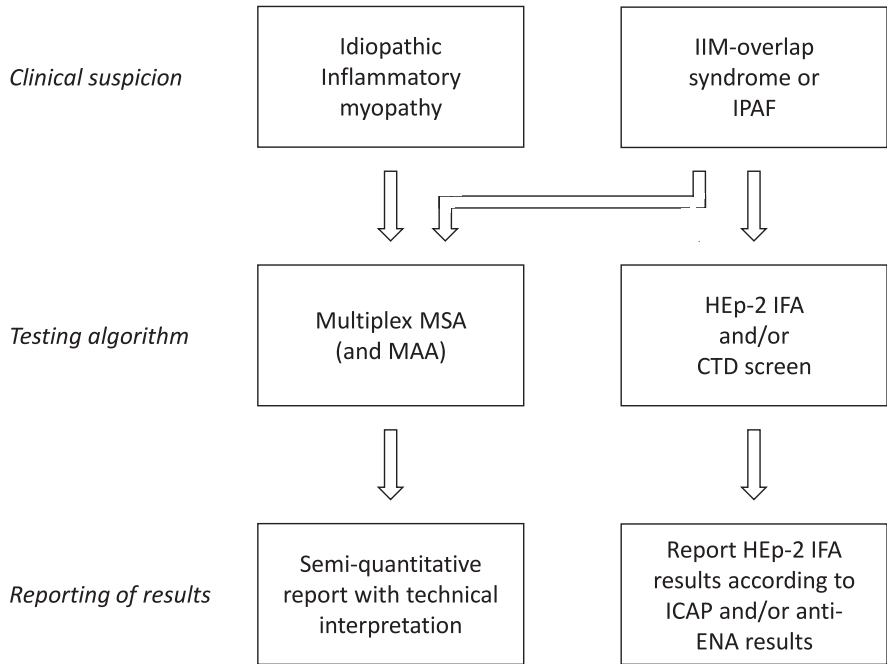 Clinical suspicion
Idiopathic
Inflammatory
myopathy
IIM-overlap
syndrome or
IPAF
Testing algorithm
Multiplex MSA
(and MAA)
HEp-2 IFA
and/or
CTD screen
Reporting of results
Semi-quantitative
report with technical
interpretation
Report HEp-2 IFA
results according to
ICAP and/or anti-
ENA results